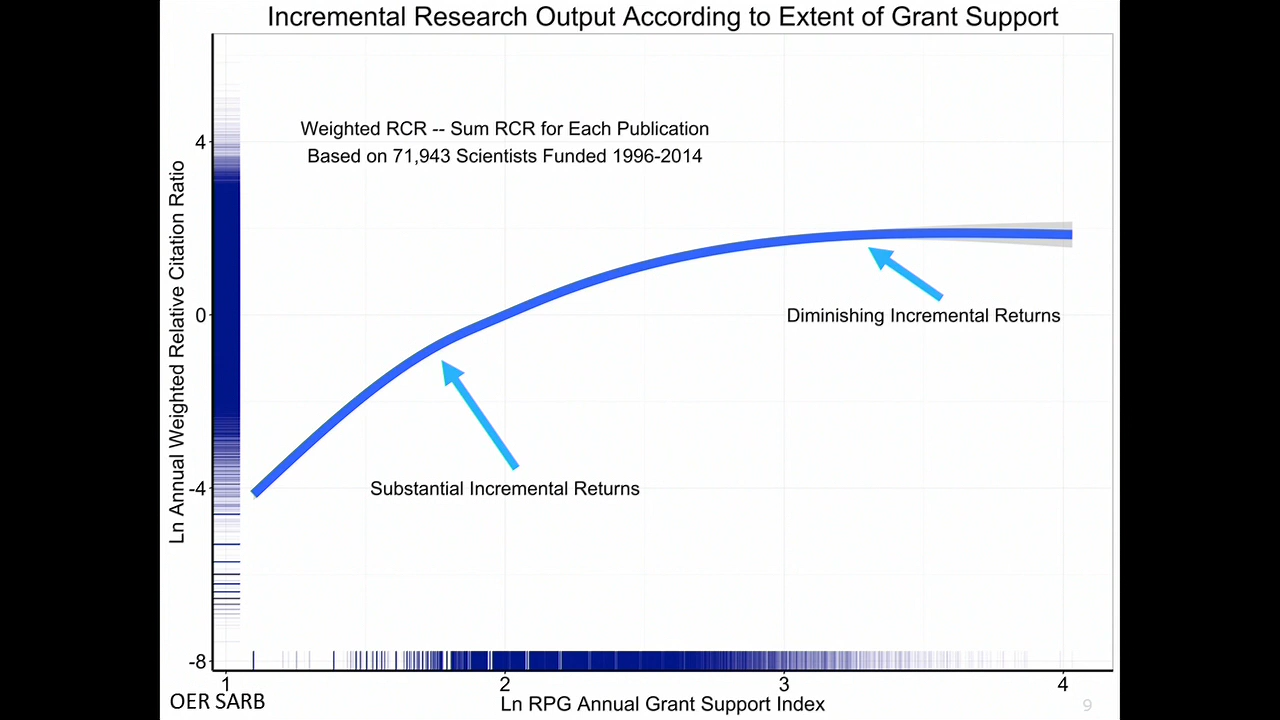 Incremental Research Output According to Extent of Grant Support
Weighted RCR -- Sum RCR for Each Publication
Based on 71,943 Scientists Funded 1996-2014
Ln Annual Weighted Relative Citation Ratio
4
0
-4
-8
Diminishing Incremental Returns
Substantial Incremental Returns
1
2
3
4
Ln RPG Annual Grant Support Index
OER SARB
9